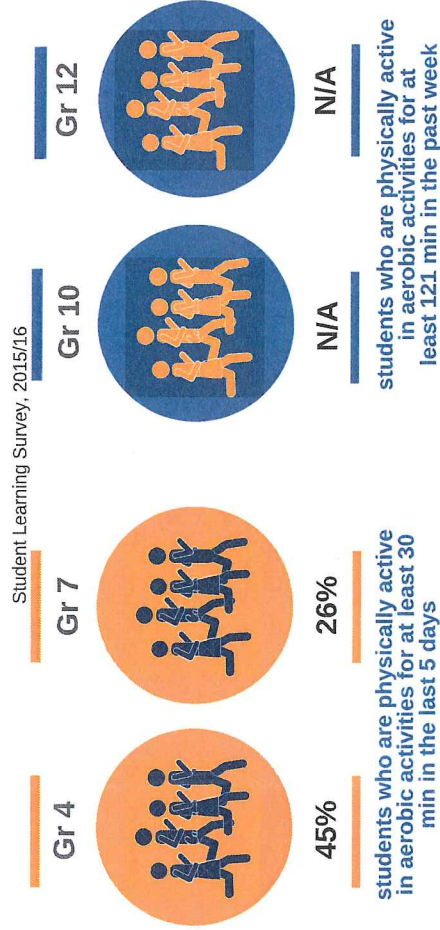 Student Learning Survey, 2015/16
Gr 4
Gr 7
Gr 10
Gr 12
45%
26%
N/A
N/A
students who are physically active
in aerobic activities for at least 30
min in the last 5 days
students who are physically active
in aerobic activities for at
least 121 min in the past week